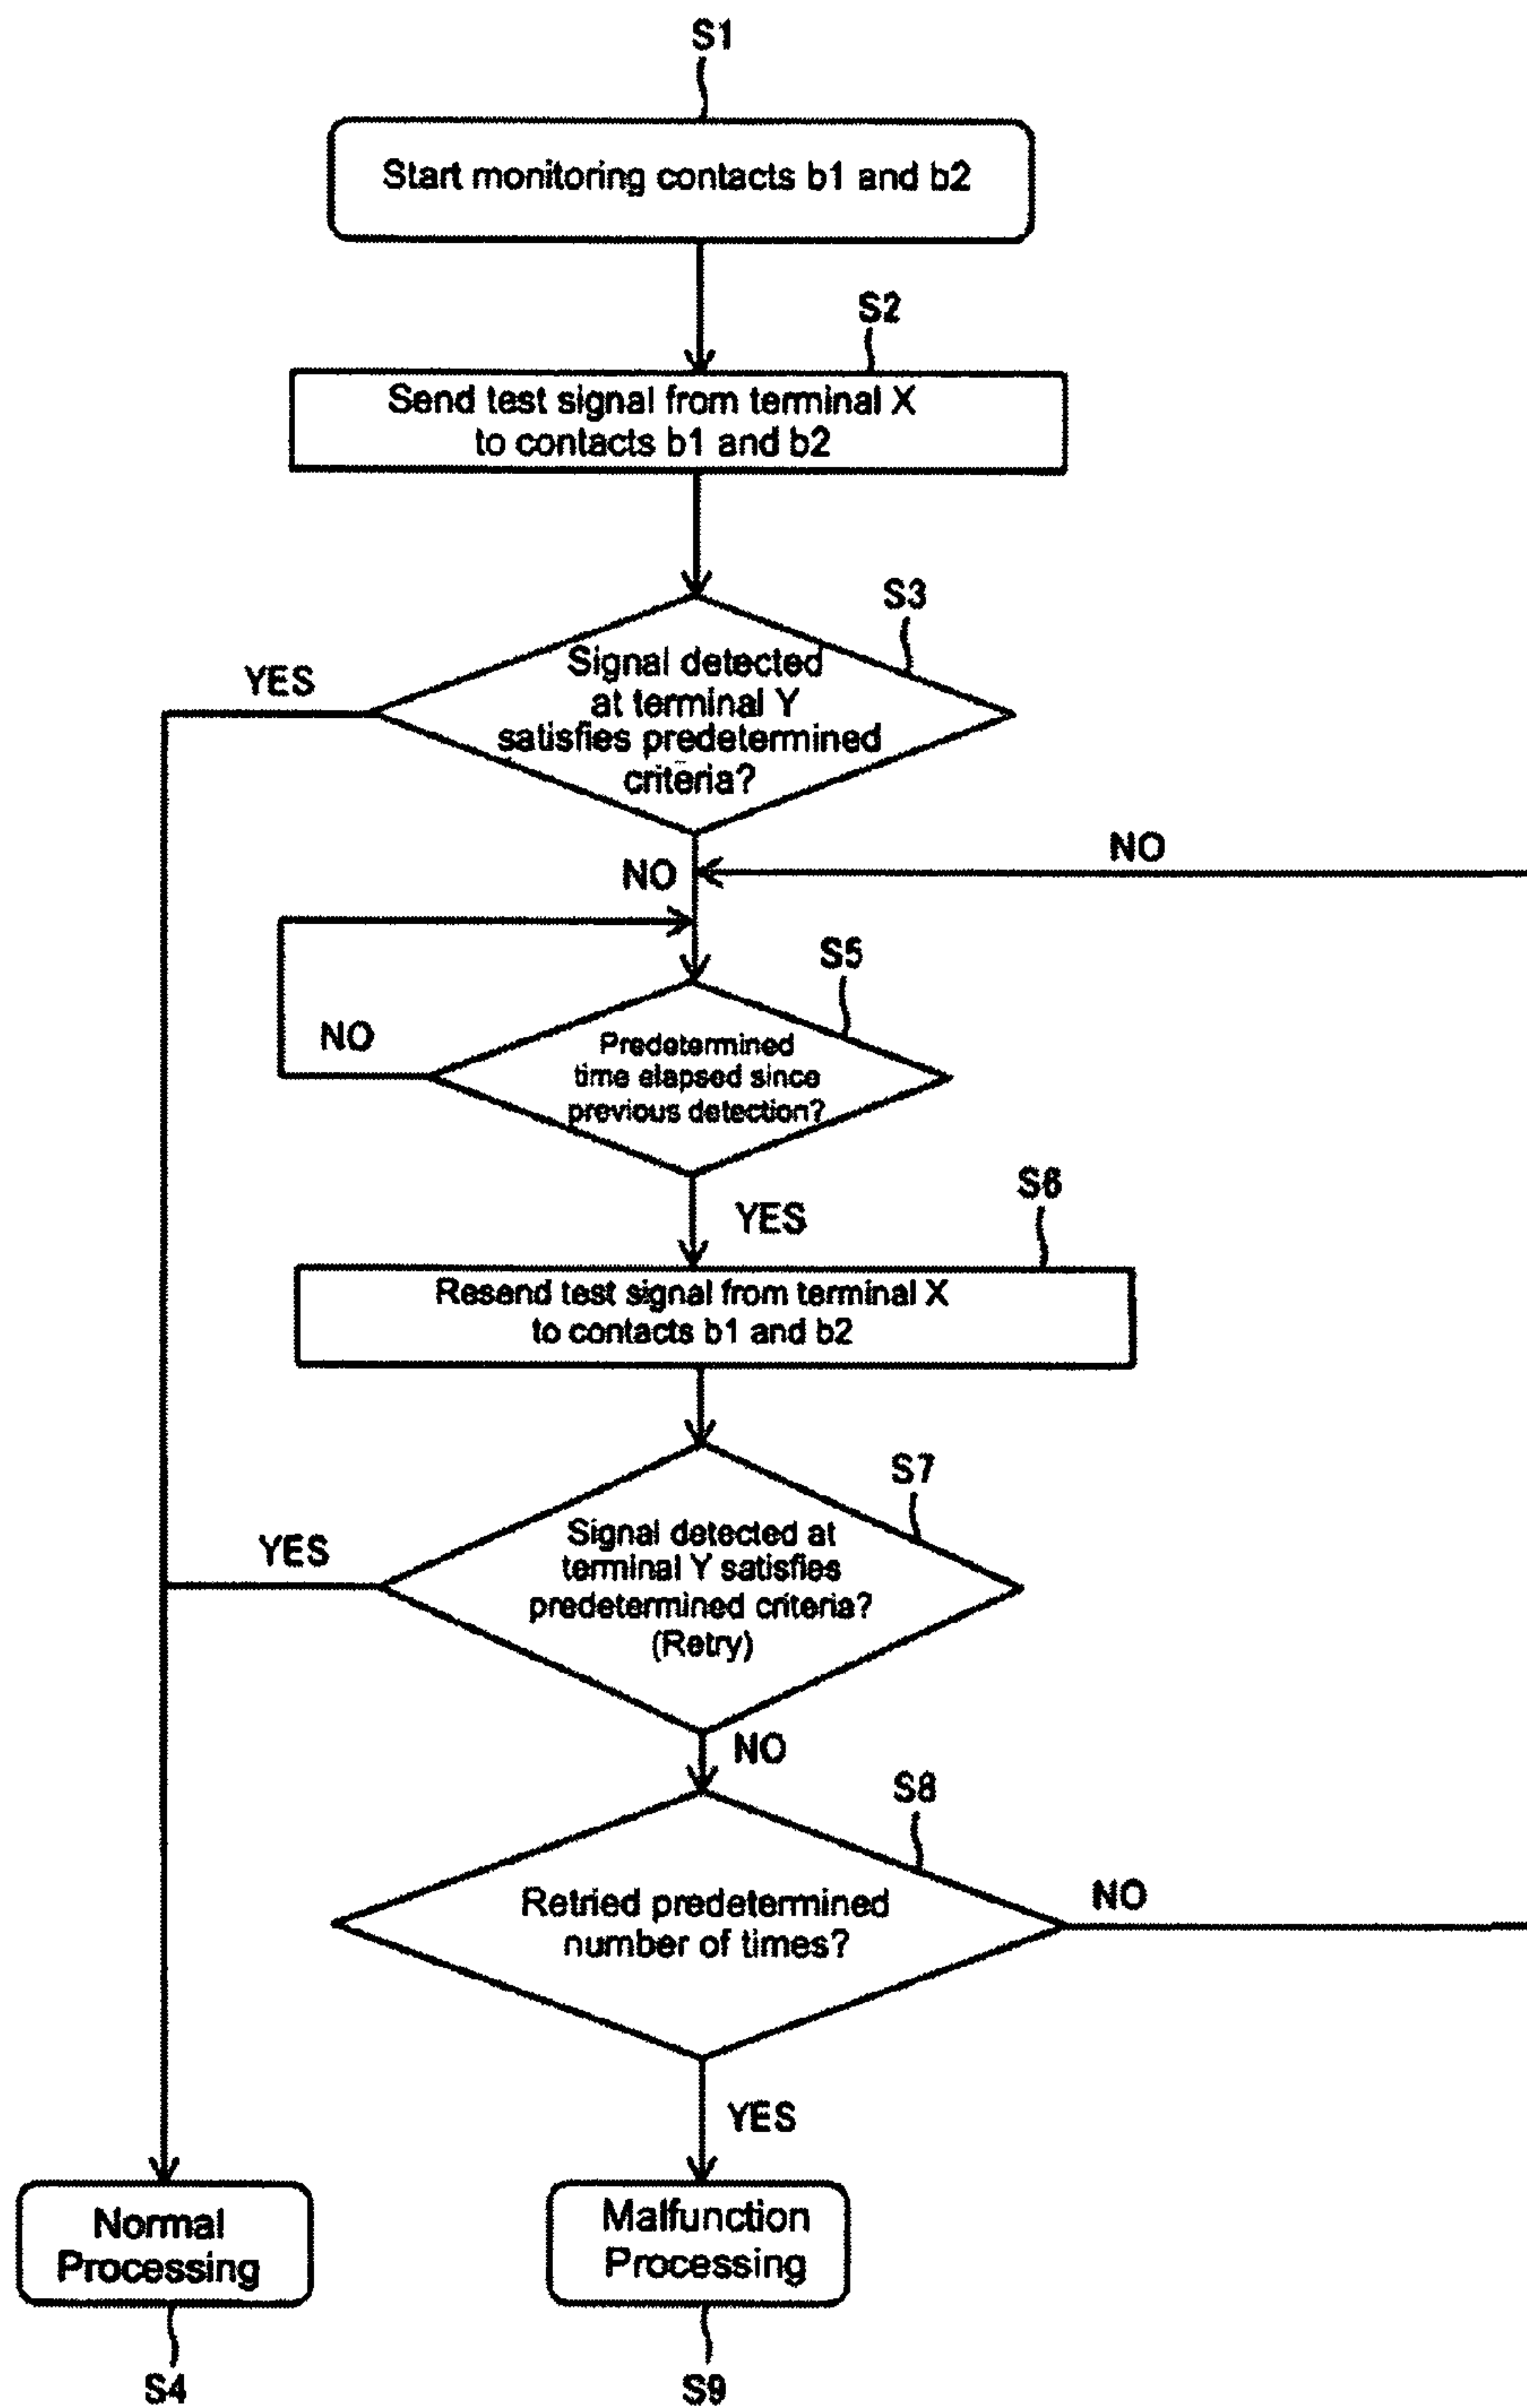 S1
Start monitoring contacts b1 and b2
S2
Send test signal from terminal X
to contacts b1 and b2
S3
YES
Signal detected
at terminal Y
satisfies predetermined
criteria?
NO
NO
S5
NO
Predetermined
time elapsed since
previous detection?
YES
S6
Resend test signal from terminal X
to contacts b1 and b2
S7
YES
Signal detected at
terminal Y satisfies
predetermined criteria?
(Retry)
NO
S8
NO
Retried predetermined
number of times?
YES
Normal
Processing
Malfunction
Processing
S4
S9